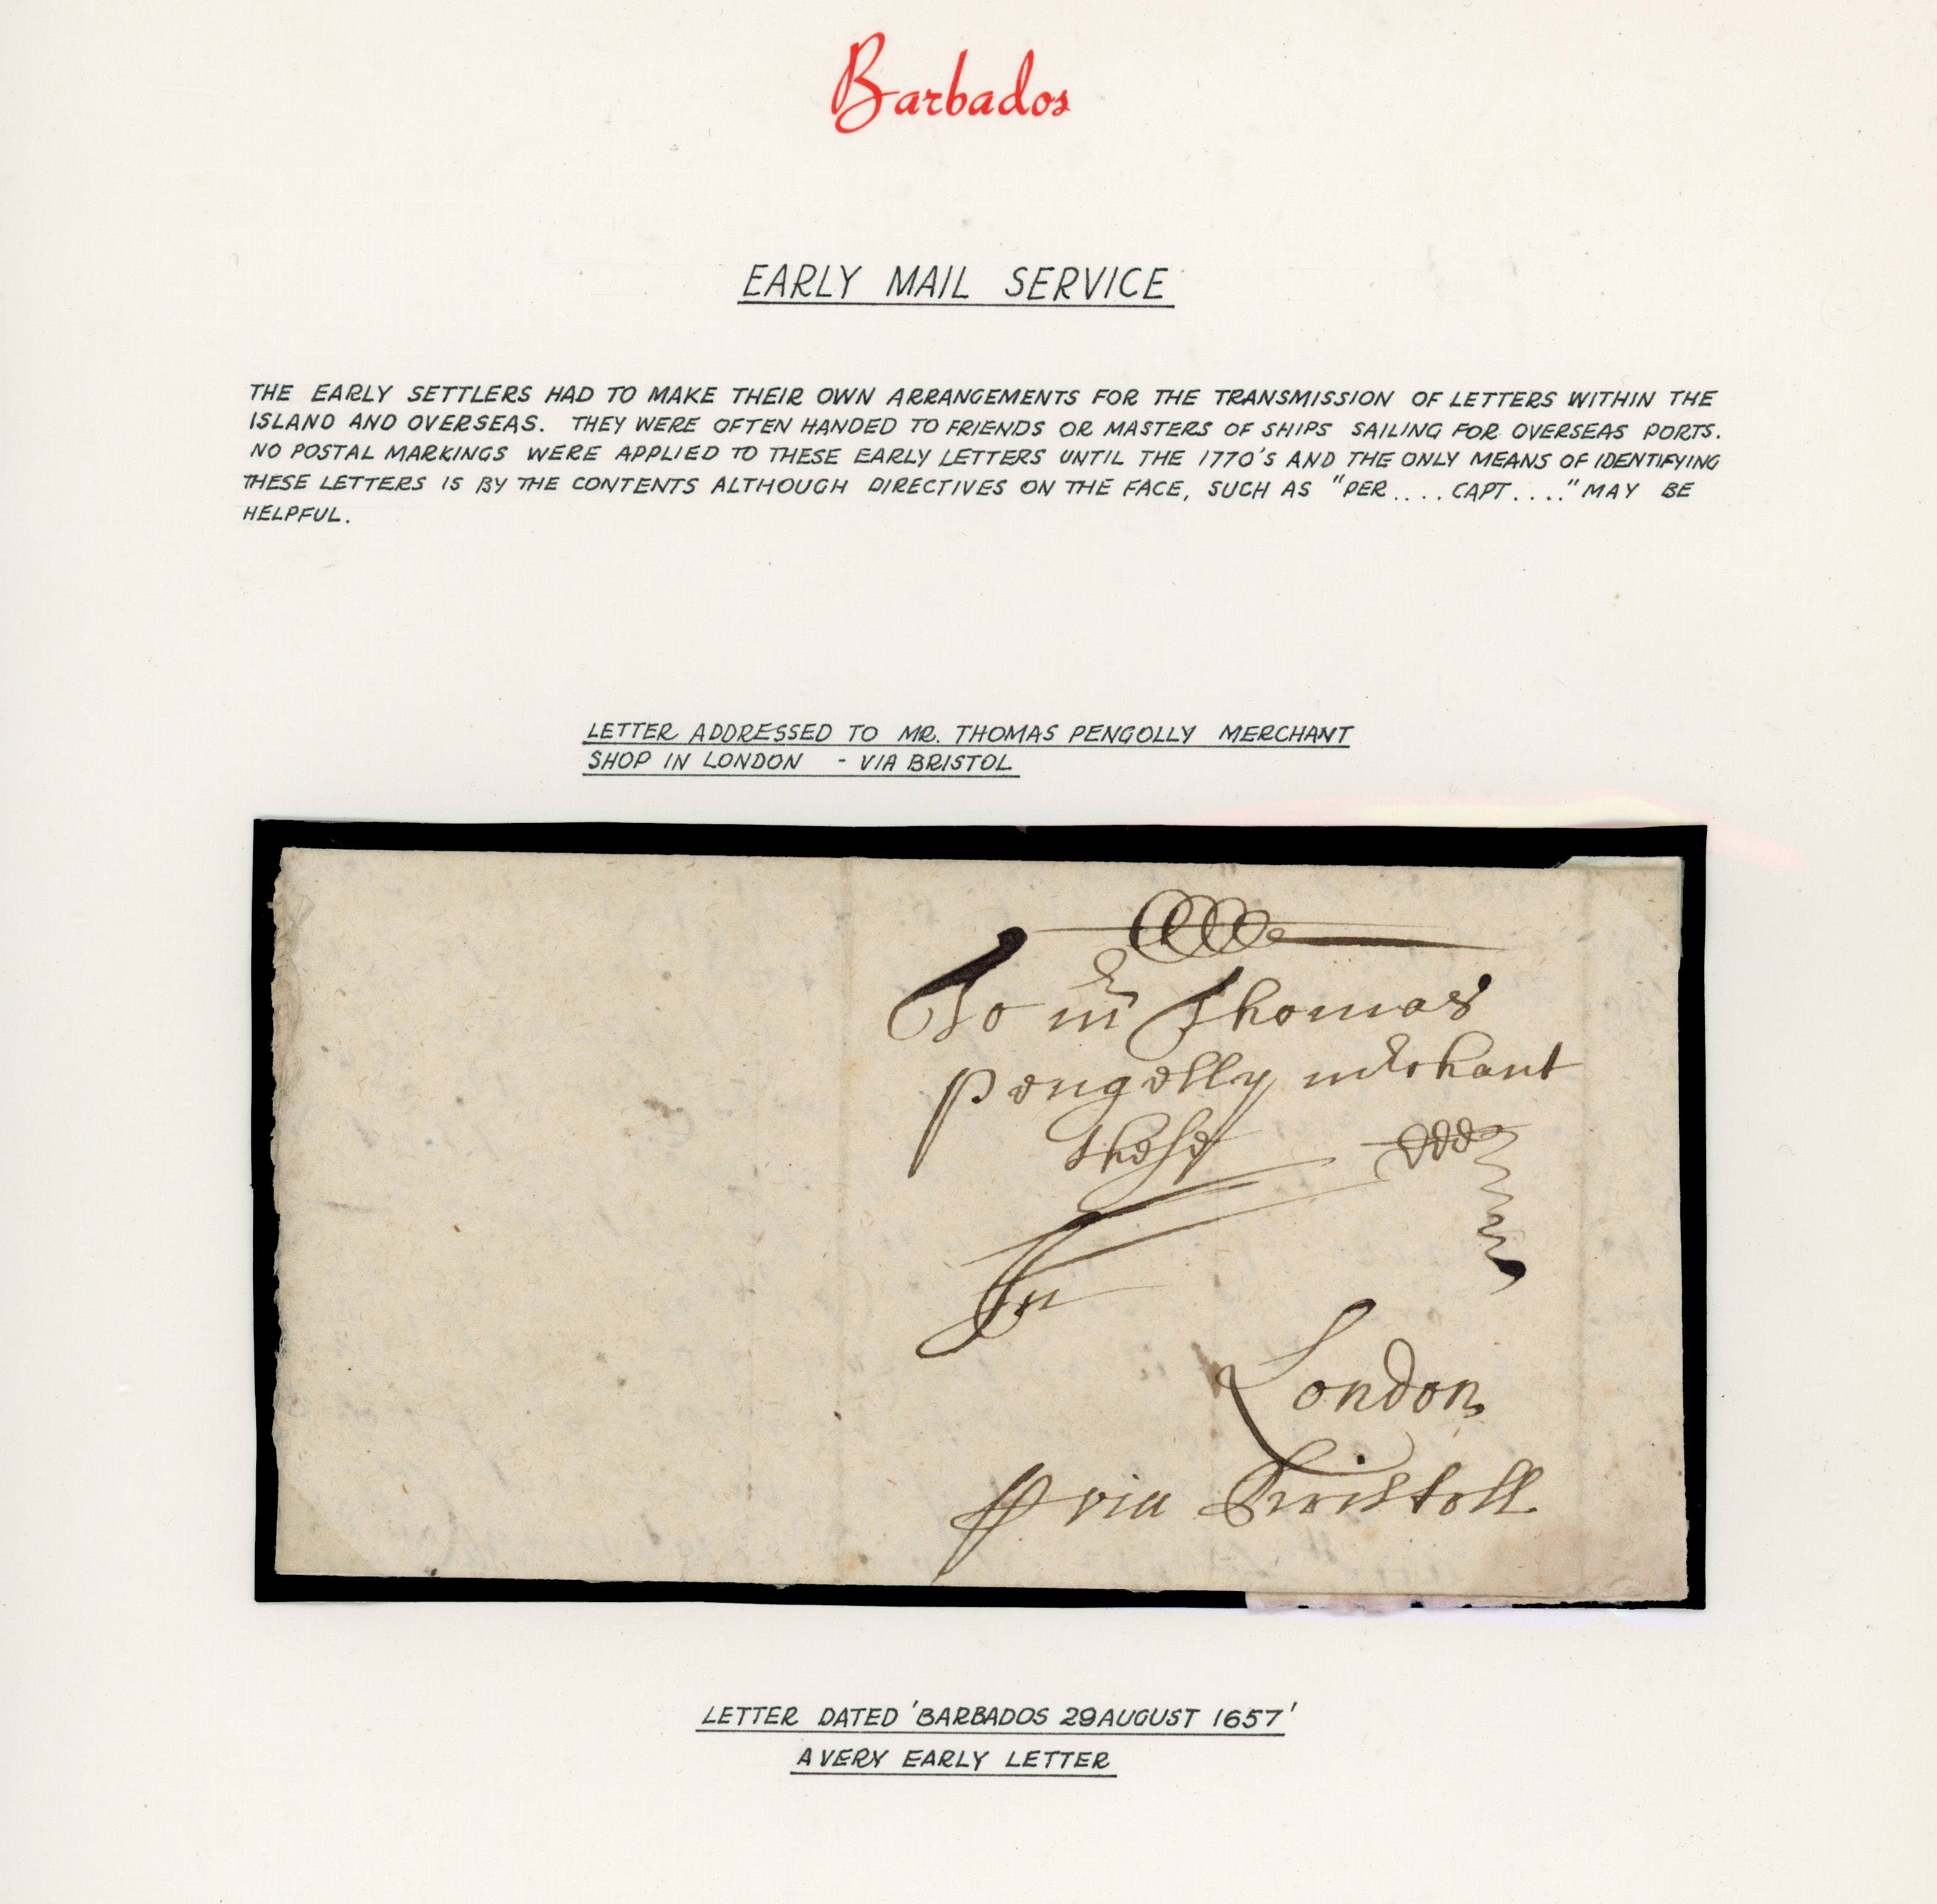 Barbados
EARLY MAIL SERVICE
THE EARLY SETTLERS HAD TO MAKE THEIR OWN ARRANGEMENTS FOR THE TRANSMISSION OF LETTERS WITHIN THE
ISLAND AND OVERSEAS. THEY WERE OFTEN HANDED TO FRIENDS OR MASTERS OF SHIPS SAILING FOR OVERSEAS PORTS.
NO POSTAL MARKINGS WERE APPLIED TO THESE EARLY LETTERS UNTIL THE 1770'S AND THE ONLY MEANS OF IDENTIFYING
THESE LETTERS IS BY THE CONTENTS ALTHOUGH DIRECTIVES ON THE FACE, SUCH AS "PER .... CAPT ...." MAY BE
HELPFUL.
LETTER ADDRESSED TO MR. THOMAS PENGOLLY MERCHANT
SHOP IN LONDON - VIA BRISTOL
To mr Thomas
Pengelly merchant
these
In
London
p via Bristoll
LETTER DATED 'BARBADOS 29 AUGUST 1657'
A VERY EARLY LETTER